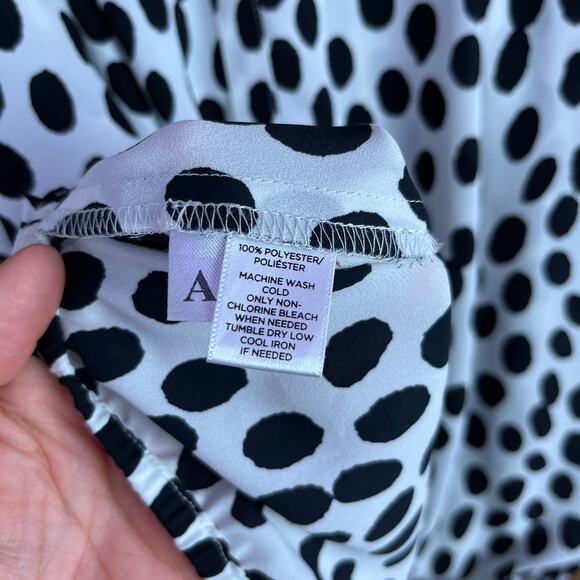 A
100% POLYESTER/
POLIÉSTER
MACHINE WASH
COLD
ONLY NON-
CHLORINE BLEACH
WHEN NEEDED
TUMBLE DRY LOW
COOL IRON
IF NEEDED